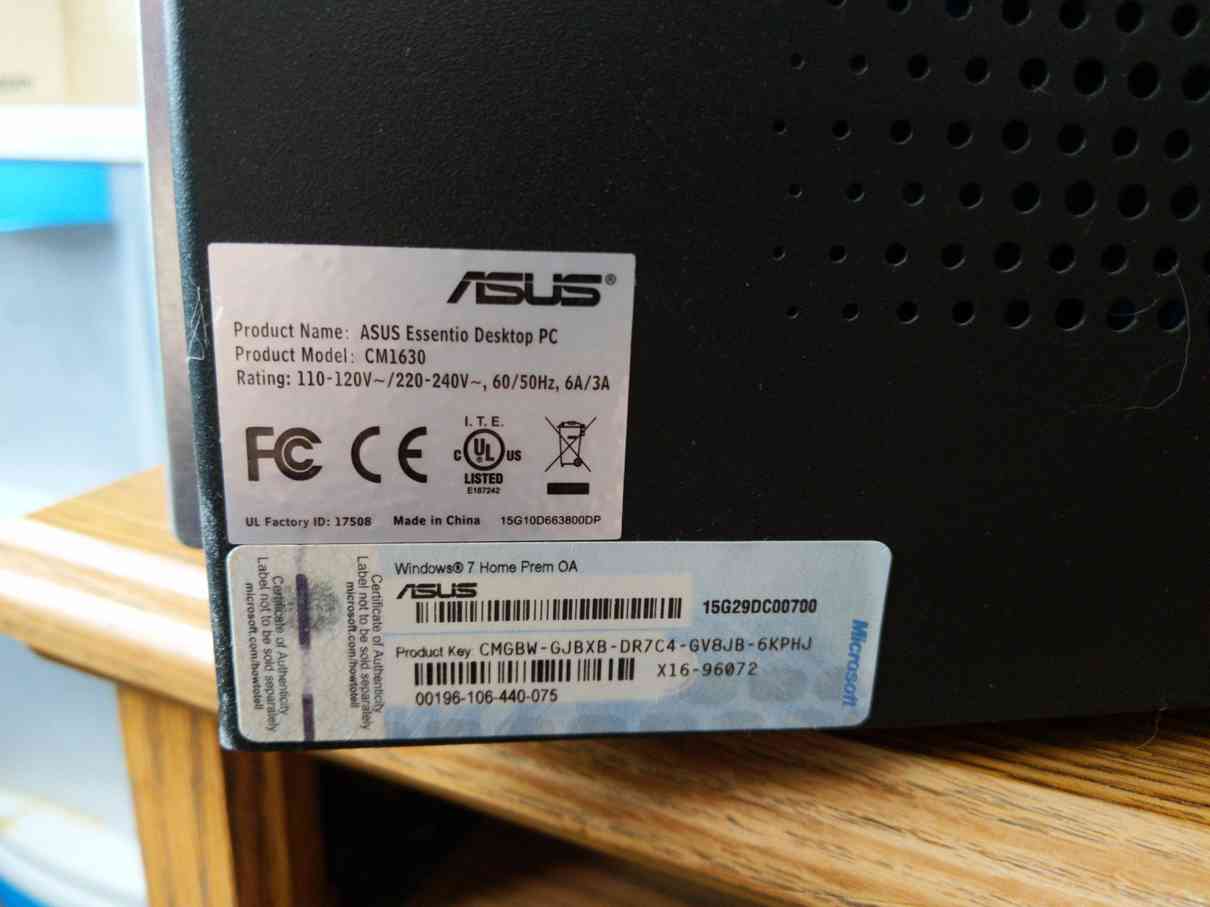 ASUS®
Product Name: ASUS Essentio Desktop PC
Product Model: CM1630
Rating: 110-120V~/220-240V~, 60/50Hz, 6A/3A
FC CE
I.T.E.
C UL US
LISTED
E187242
UL Factory ID: 17508 Made in China 15G10D663800DP
Certificate of Authenticity
Label not to be sold separately
microsoft.com/howtotell
Certificate of Authenticity
Label not to be sold separately
microsoft.com/howtotell
Windows® 7 Home Prem OA
ASUS
15G29DC00700
Product Key: CMGBW-GJBXB-DR7C4-GV8JB-6KPHJ
X16-96072
00196-106-440-075
Microsoft